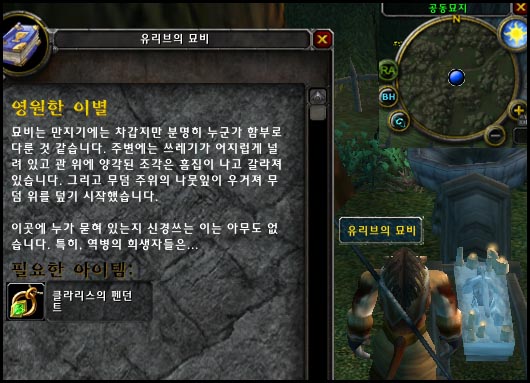 유리브의 묘비
영원한 이별
묘비는 만지기에는 차갑지만 분명히 누군가 함부로
다룬 것 같습니다. 주변에는 쓰레기가 어지럽게 널
려 있고 관 위에 양각된 조각은 흠집이 나고 갈라져
있습니다. 그리고 무덤 주위의 나뭇잎이 우거져 무
덤 위를 덮기 시작했습니다.
이곳에 누가 묻혀 있는지 신경쓰는 이는 아무도 없
습니다. 특히, 역병의 희생자들은...
필요한 아이템:
클라리스의 펜던
트
공동묘지
N
RA
BH
유리브의 묘비